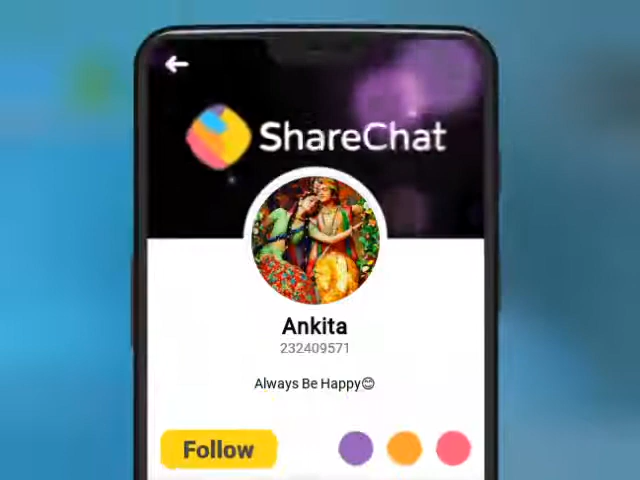 ShareChat
Ankita
232409571
Always Be Happy😊
Follow